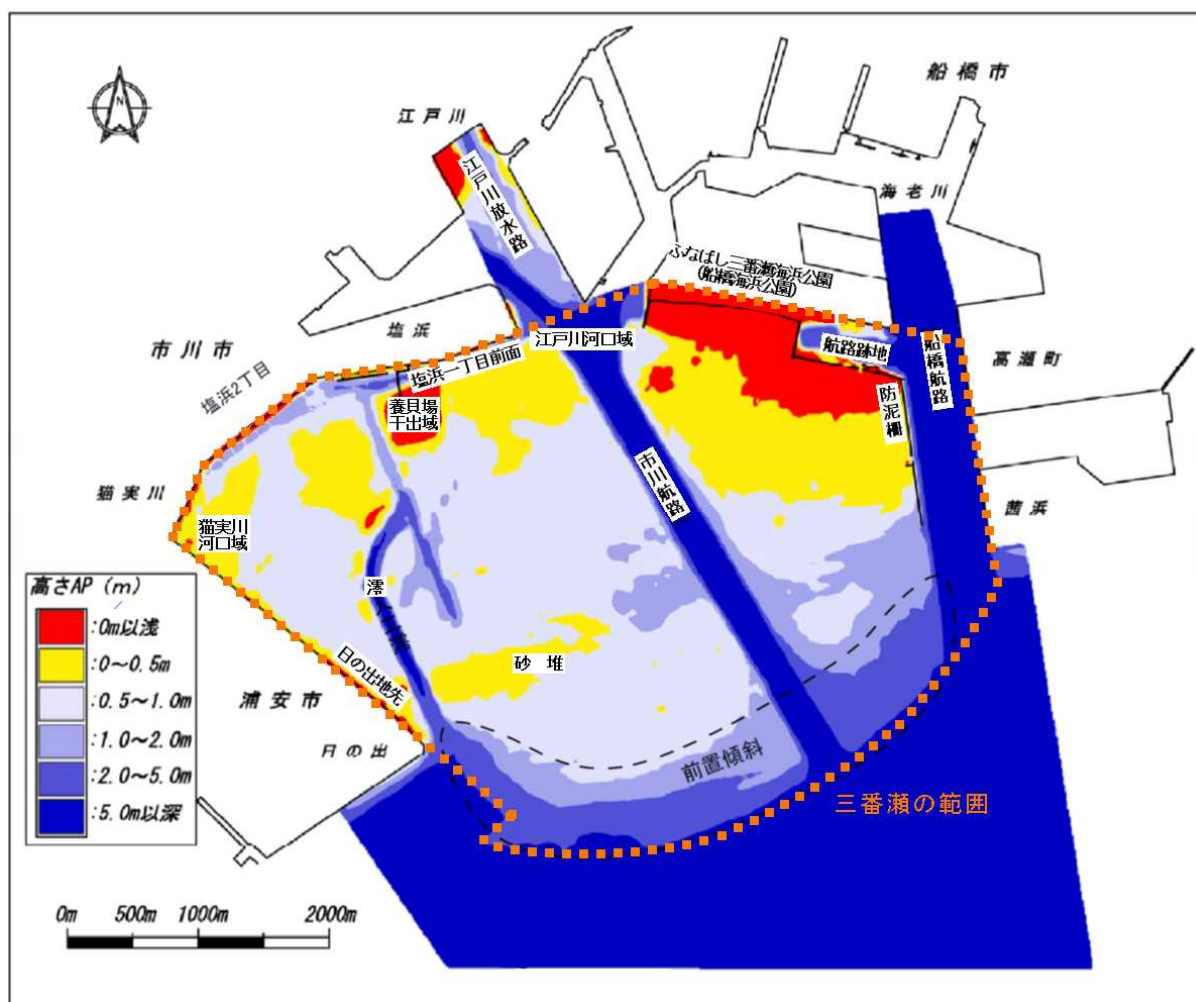 船橋市
江戸川
N
江戸川放水路
海老川
ふなばし三番瀬海浜公園
(船橋海浜公園)
塩浜
江戸川河口域
航路跡地
船橋航路
高瀬町
市川市
塩浜一丁目前面
塩浜2丁目
養貝場
干出域
防泥柵
市川航路
猫実川
猫実川
河口域
茜浜
高さAP (m)
:0m以浅
:0～0.5m
:0.5～1.0m
:1.0～2.0m
:2.0～5.0m
:5.0m以深
澪
砂 堆
日の出地先
浦安市
日の出
前置傾斜
三番瀬の範囲
0m 500m 1000m 2000m